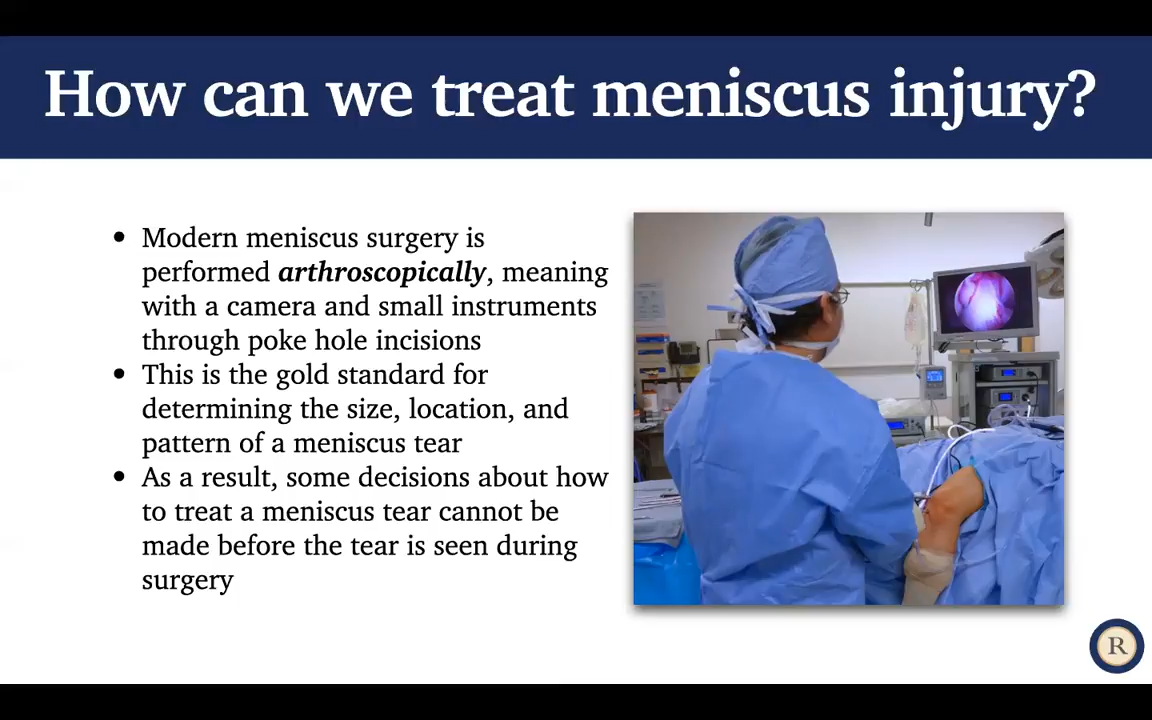 How can we treat meniscus injury?
• Modern meniscus surgery is
performed arthroscopically, meaning
with a camera and small instruments
through poke hole incisions
• This is the gold standard for
determining the size, location, and
pattern of a meniscus tear
• As a result, some decisions about how
to treat a meniscus tear cannot be
made before the tear is seen during
surgery
R